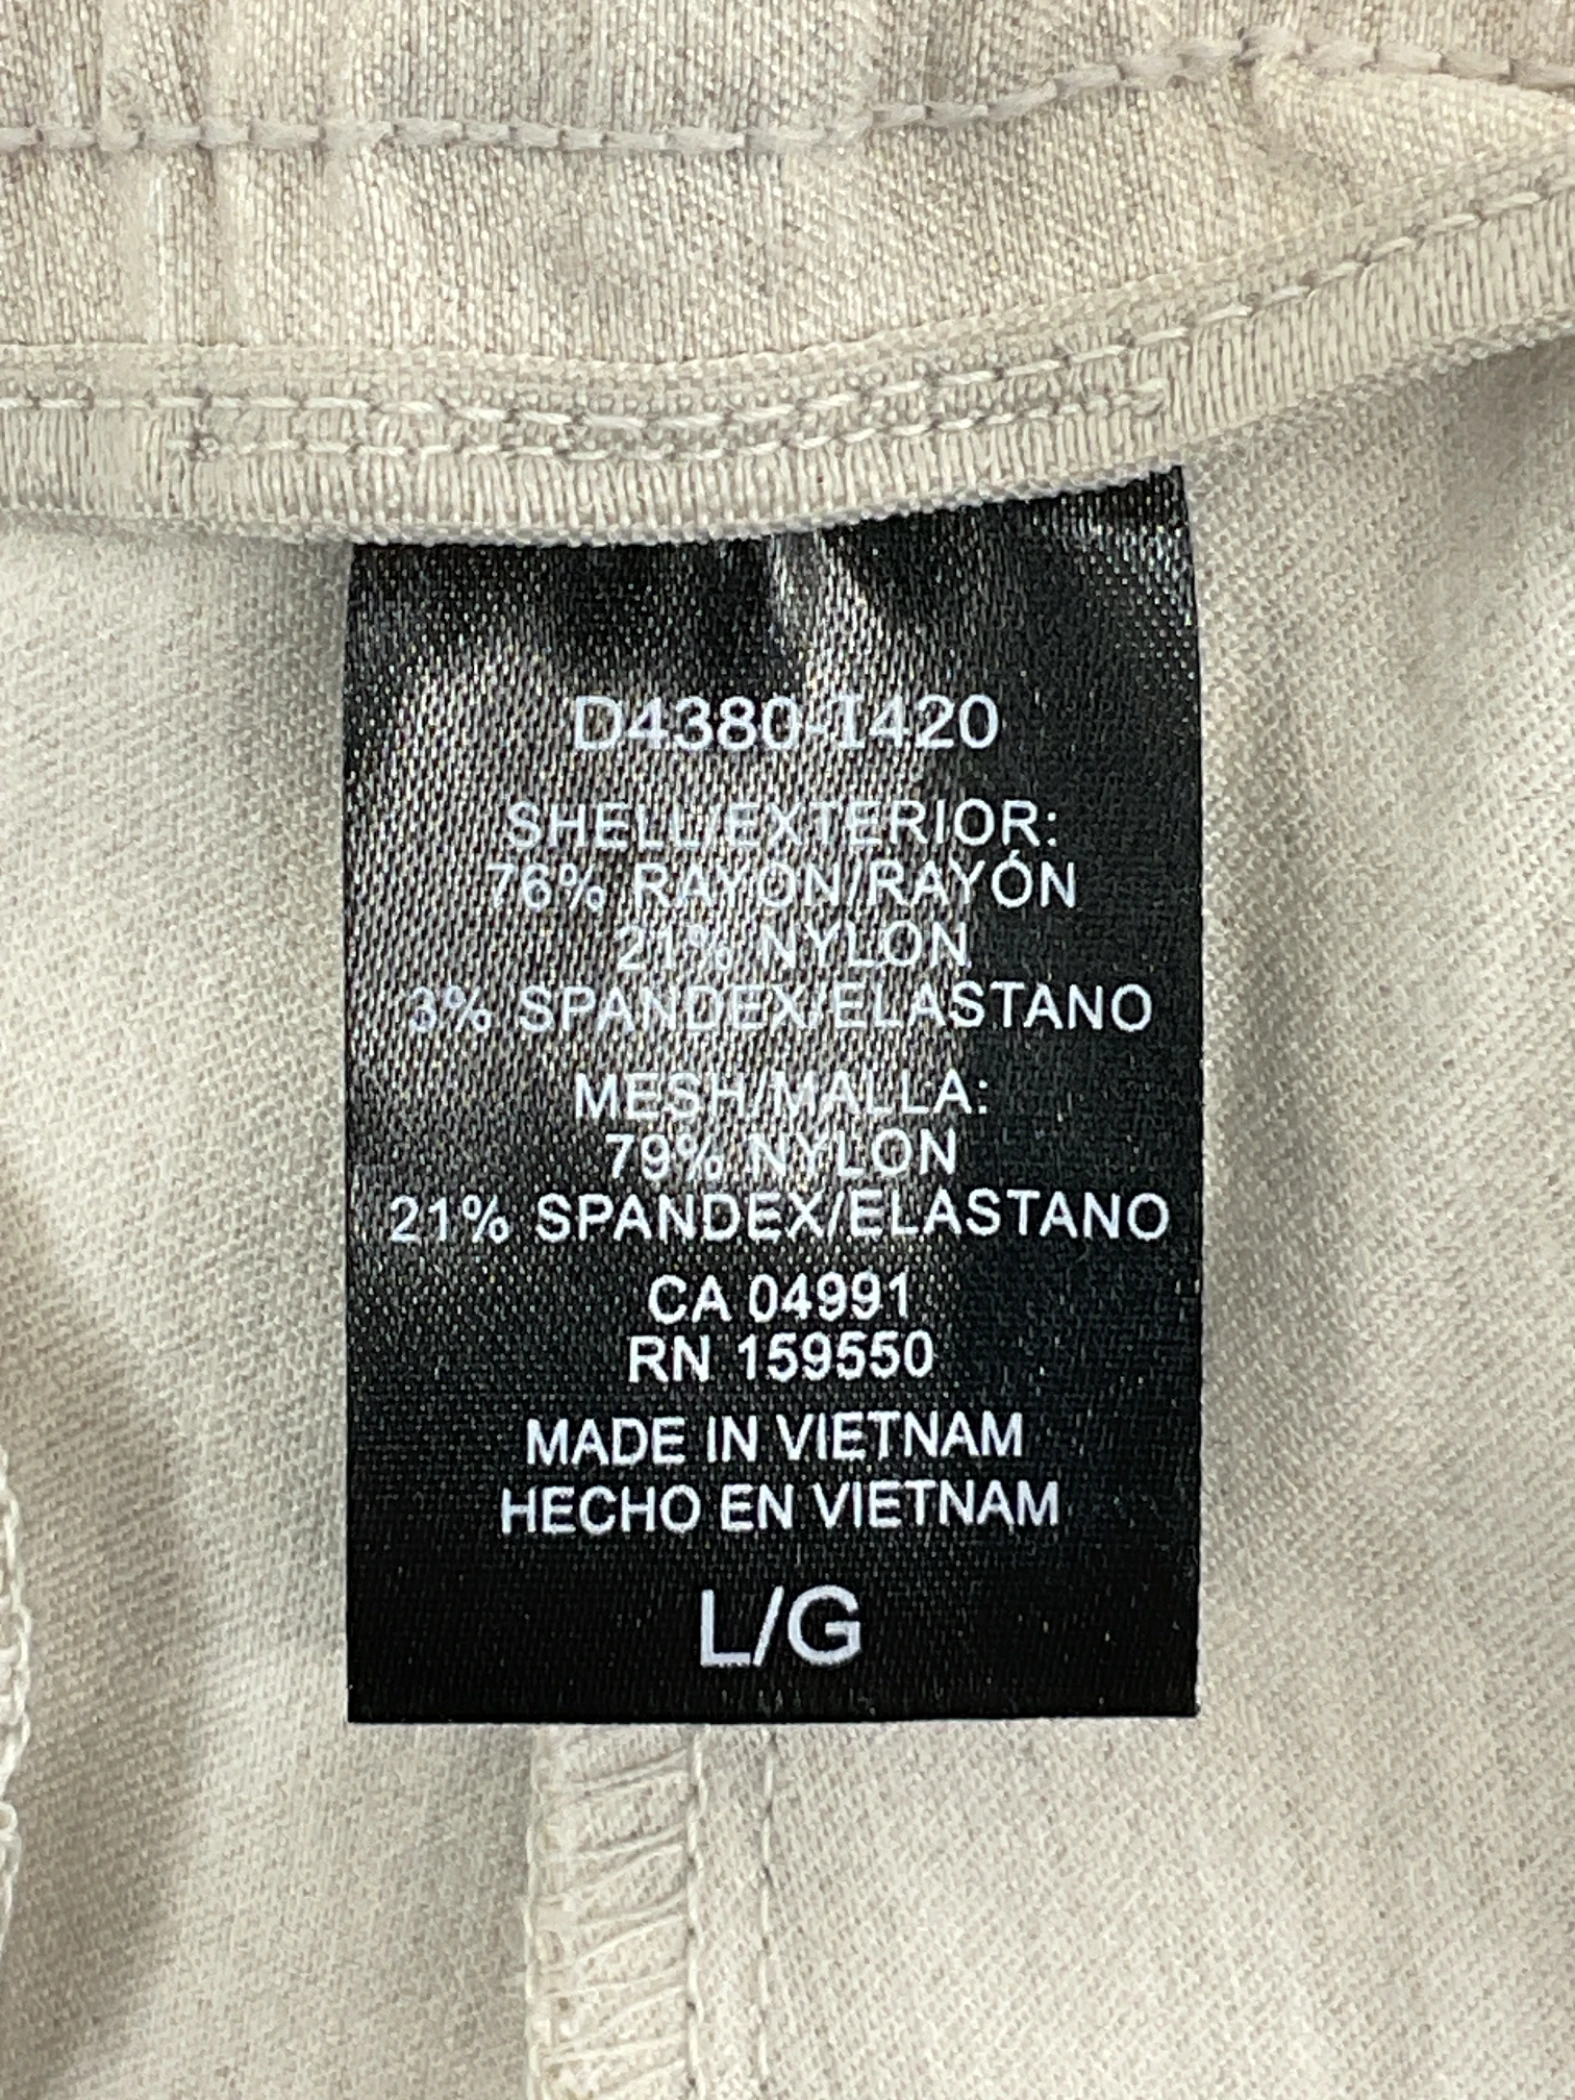 D4380-1420
SHELL/EXTERIOR:
76% RAYON/RAYÓN
21% NYLON
3% SPANDEX/ELASTANO
MESH/MALLA:
79% NYLON
21% SPANDEX/ELASTANO
CA 04991
RN 159550
MADE IN VIETNAM
HECHO EN VIETNAM
L/G